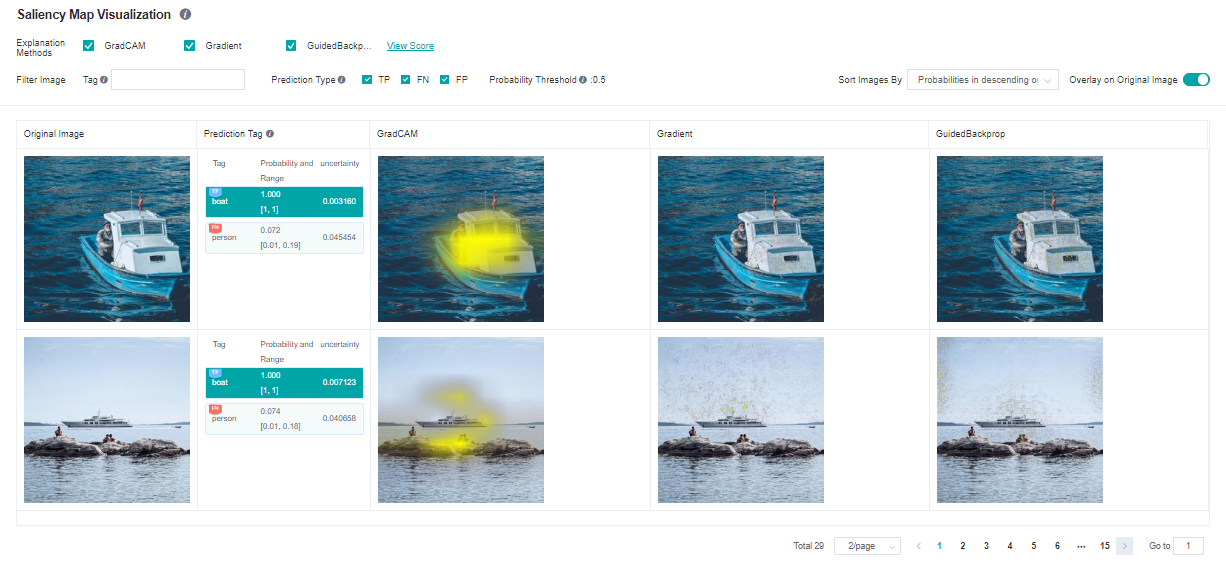 Saliency Map Visualization
Explanation Methods GradCAM Gradient GuidedBackp... View Score
Filter Image Tag Prediction Type TP FN FP Probability Threshold :0.5 Sort Images By Probabilities in descending or Overlay on Original Image
Original Image Prediction Tag GradCAM Gradient GuidedBackprop
Tag Probability and Range uncertainty
TP
boat 1.000 [1, 1] 0.003160
FN
person 0.072 [0.01, 0.19] 0.045454
Tag Probability and Range uncertainty
TP
boat 1.000 [1, 1] 0.007123
FN
person 0.074 [0.01, 0.18] 0.040658
Total 29 2/page 1 2 3 4 5 6 ••• 15 Go to 1